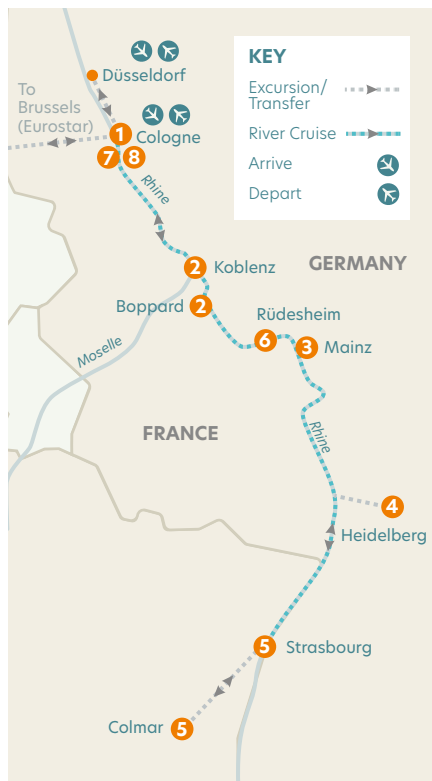 Düsseldorf
To
Brussels
(Eurostar)
1
Cologne
7 8
Rhine
KEY
Excursion/
Transfer
River Cruise
Arrive
Depart
2 Koblenz
GERMANY
Boppard 2
Rüdesheim
6
3 Mainz
Moselle
FRANCE
Rhine
4
Heidelberg
5 Strasbourg
Colmar 5